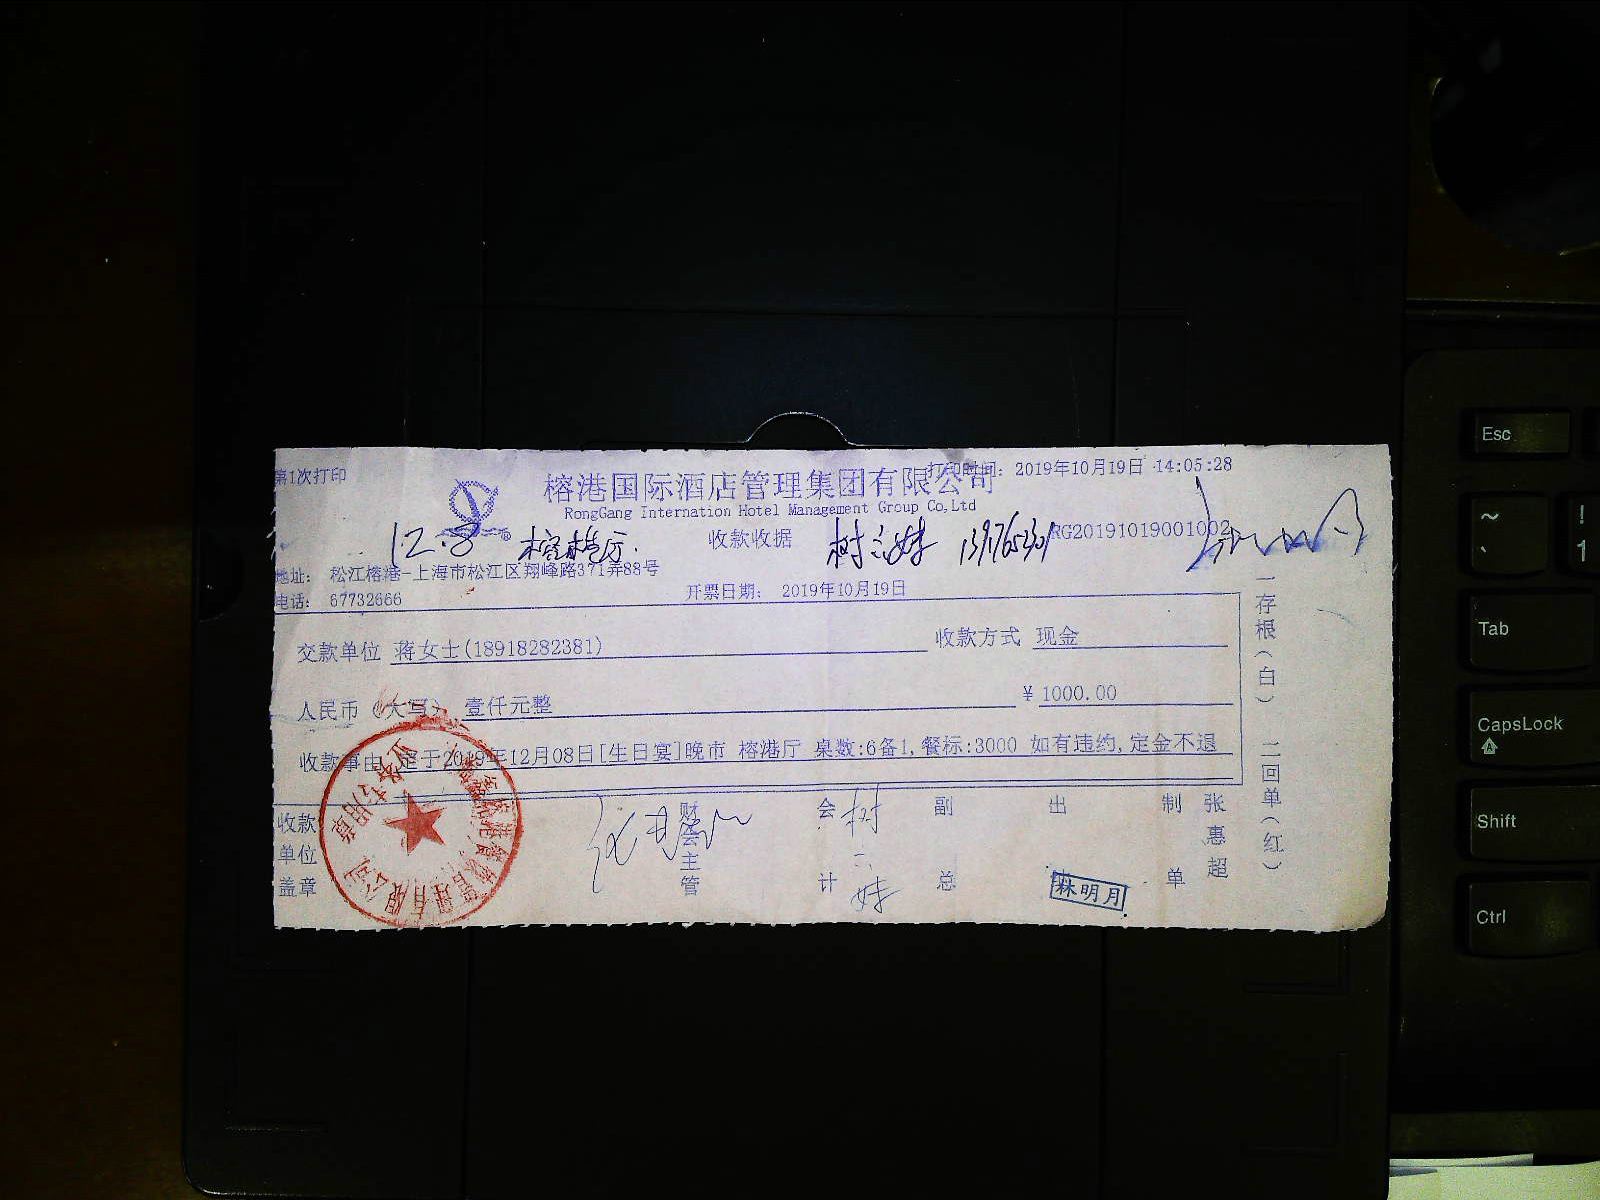 第1次打印
打印时间: 2019年10月19日 14:05:28
榕港国际酒店管理集团有限公司
RongGang International Hotel Management Group Co,Ltd
12.8
收款收据
RG20191019001002
地址: 松江榕港-上海市松江区翔峰路371弄88号
电话: 67732666
开票日期: 2019年10月19日
交款单位 蒋女士(18918282381)
收款方式 现金
人民币(大写) 壹仟元整
¥ 1000.00
收款事由 定于2019年12月08日[生日宴]晚市 榕港厅 桌数:6备1,餐标:3000 如有违约,定金不退
一存根(白) 二回单(红)
收款单位盖章
财会主管
会计
副总
出
制单
张惠超
林明月
Esc
~
`
!
1
Tab
CapsLock
A
Shift
Ctrl